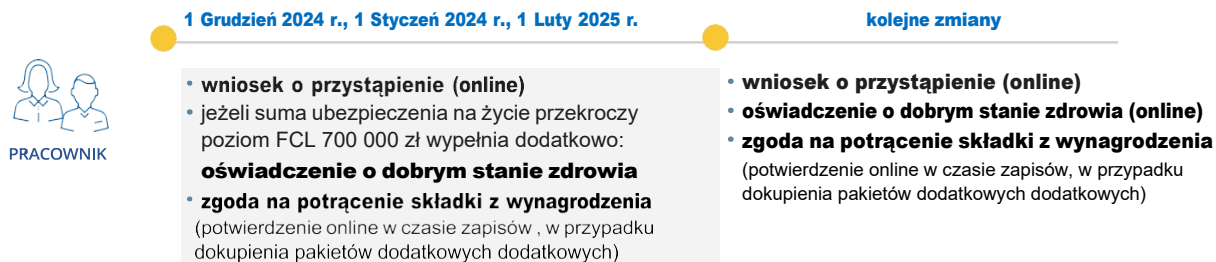 1 Grudzień 2024 r., 1 Styczeń 2024 r., 1 Luty 2025 r.
kolejne zmiany
PRACOWNIK
• wniosek o przystąpienie (online)
• jeżeli suma ubezpieczenia na życie przekroczy
poziom FCL 700 000 zł wypełnia dodatkowo:
oświadczenie o dobrym stanie zdrowia
• zgoda na potrącenie składki z wynagrodzenia
(potwierdzenie online w czasie zapisów , w przypadku
dokupienia pakietów dodatkowych dodatkowych)
• wniosek o przystąpienie (online)
• oświadczenie o dobrym stanie zdrowia (online)
• zgoda na potrącenie składki z wynagrodzenia
(potwierdzenie online w czasie zapisów, w przypadku
dokupienia pakietów dodatkowych dodatkowych)